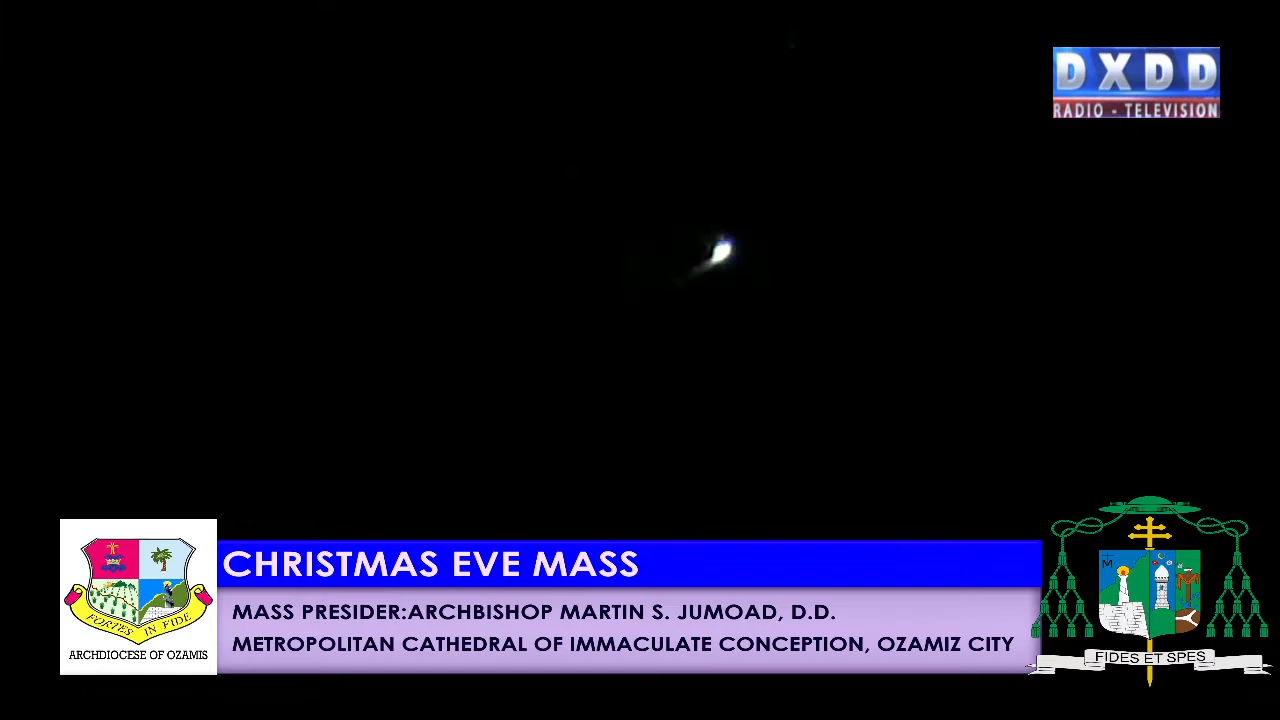 DXDD
RADIO - TELEVISION
CHRISTMAS EVE MASS
MASS PRESIDER:ARCHBISHOP MARTIN S. JUMOAD, D.D.
METROPOLITAN CATHEDRAL OF IMMACULATE CONCEPTION, OZAMIZ CITY
FORTES IN FIDE
ARCHDIOCESE OF OZAMIS
M
FIDES ET SPES